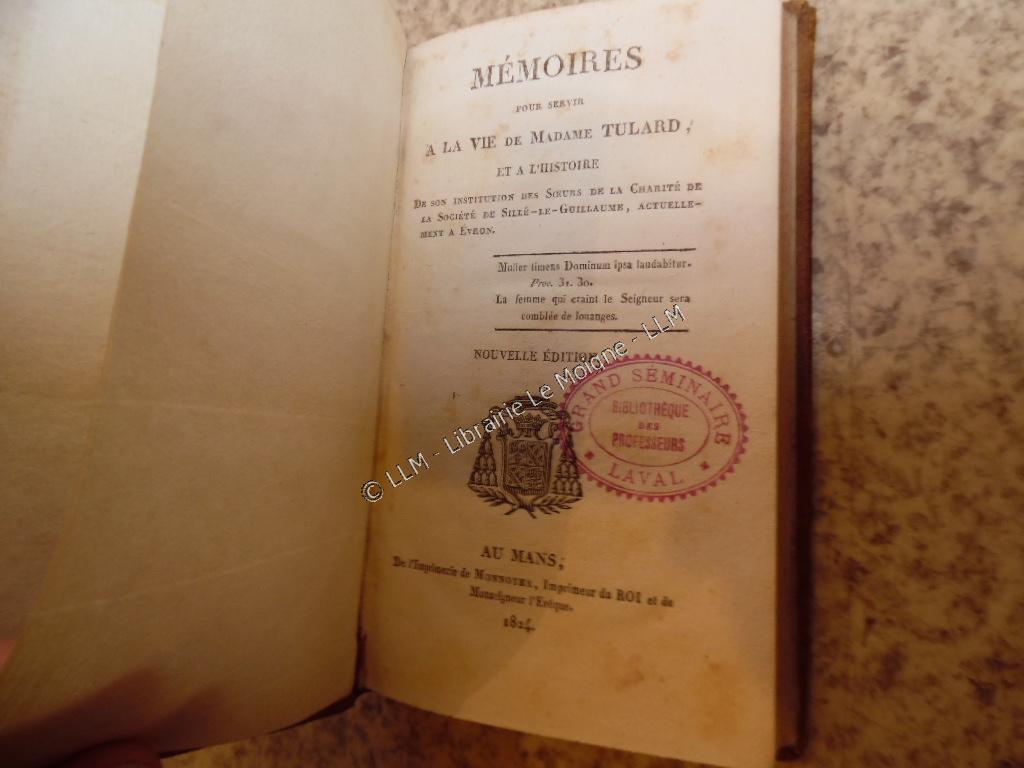 MÉMOIRES
POUR SERVIR
A LA VIE DE MADAME TULARD,
ET A L'HISTOIRE
DE SON INSTITUTION DES SŒURS DE LA CHARITÉ DE
LA SOCIÉTÉ DE SILLÉ-LE-GUILLAUME, ACTUELLE-
MENT A EVRON.
Mulier timens Dominum ipsa laudabitur.
Prov. 31. 30.
La femme qui craint le Seigneur sera
comblée de louanges.
NOUVELLE ÉDITION
© LLM - Librairie Le Moigne - LLM
GRAND SÉMINAIRE
BIBLIOTHÈQUE
DES
PROFESSEURS
LAVAL
AU MANS,
De l'Imprimerie de MONNOYER, Imprimeur du ROI et de
Monseigneur l'Evêque.
1824.